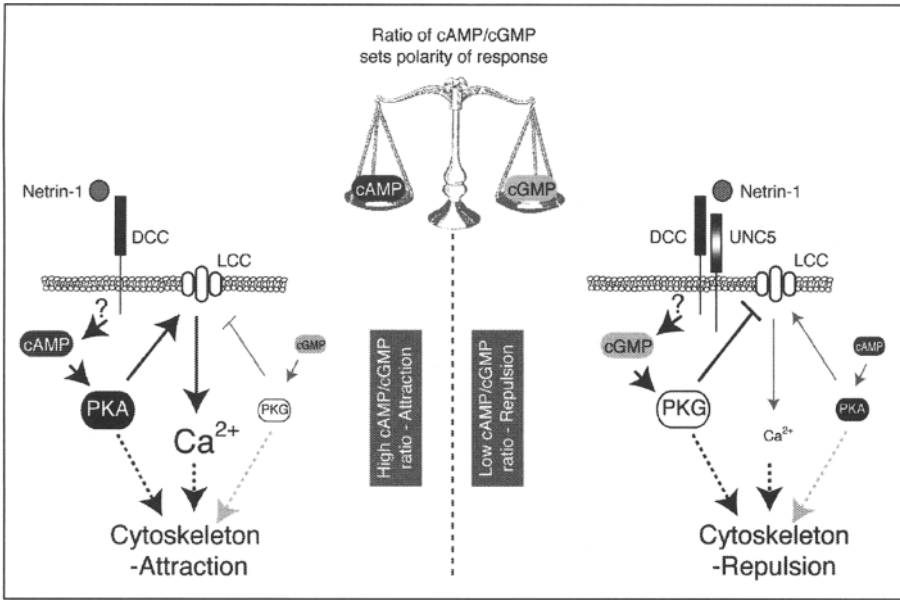 Ratio of cAMP/cGMP
sets polarity of response
cAMP
cGMP
Netrin-1
DCC
LCC
?
cAMP
cGMP
PKA
PKG
Ca2+
Cytoskeleton
-Attraction
High cAMP/cGMP
ratio - Attraction
Low cAMP/cGMP
ratio - Repulsion
Netrin-1
DCC
UNC5
LCC
?
cGMP
cAMP
PKG
PKA
Ca2+
Cytoskeleton
-Repulsion